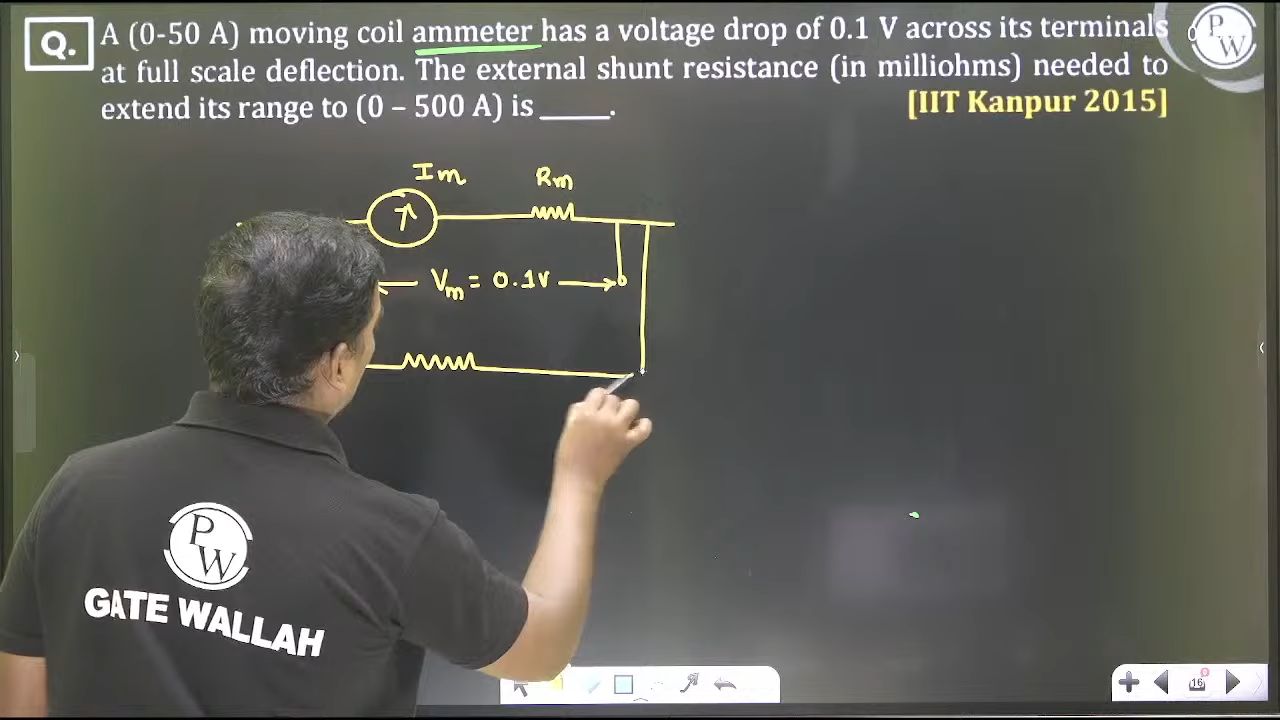 Q. A (0-50 A) moving coil ammeter has a voltage drop of 0.1 V across its terminals
at full scale deflection. The external shunt resistance (in milliohms) needed to
extend its range to (0 – 500 A) is _____.
[IIT Kanpur 2015]
PW
Im
Rm
Vm = 0.1v
PW
GATE WALLAH
16